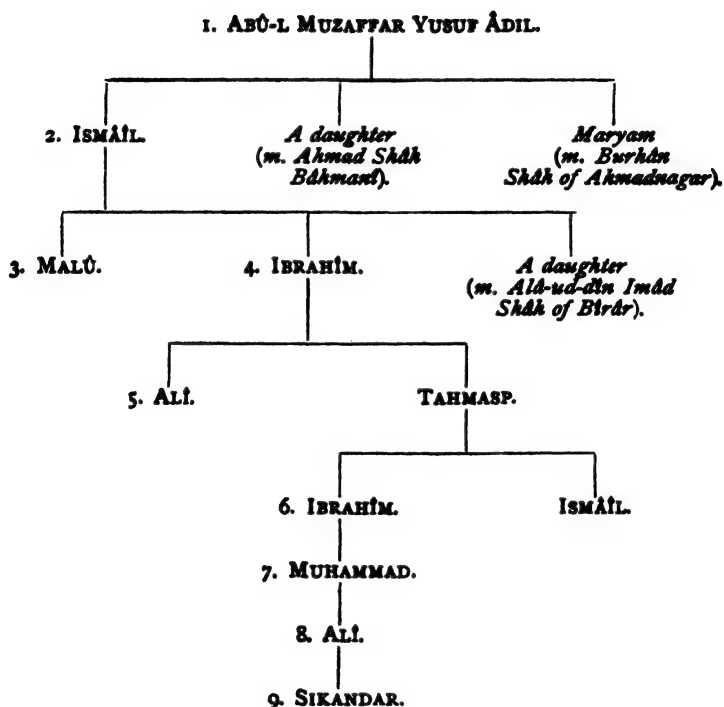 1. ABÛ-L MUZAFFAR YUSUF ÂDIL.
2. ISMÂÎL.
A daughter
(m. Ahmad Shâh
Bâhmanî).
Maryam
(m. Burhân
Shâh of Ahmadnagar).
3. MALÛ.
4. IBRAHÎM.
A daughter
(m. Alâ-ud-dîn Imâd
Shâh of Bîrâr).
5. ALÎ.
TAHMASP.
6. IBRAHÎM.
ISMÂÎL.
7. MUHAMMAD.
8. ALÎ.
9. SIKANDAR.